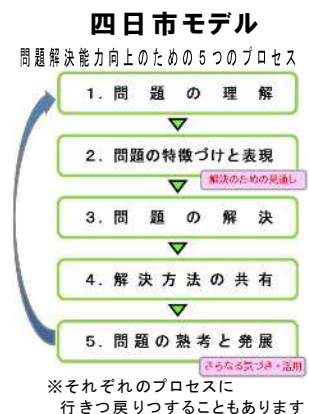 四日市モデル
問題解決能力向上のための５つのプロセス
１．問題の理解
２．問題の特徴づけと表現
解決のための見通し
３．問題の解決
４．解決方法の共有
５．問題の熟考と発展
さらなる気づき・活用
※それぞれのプロセスに
行きつ戻りつすることもあります